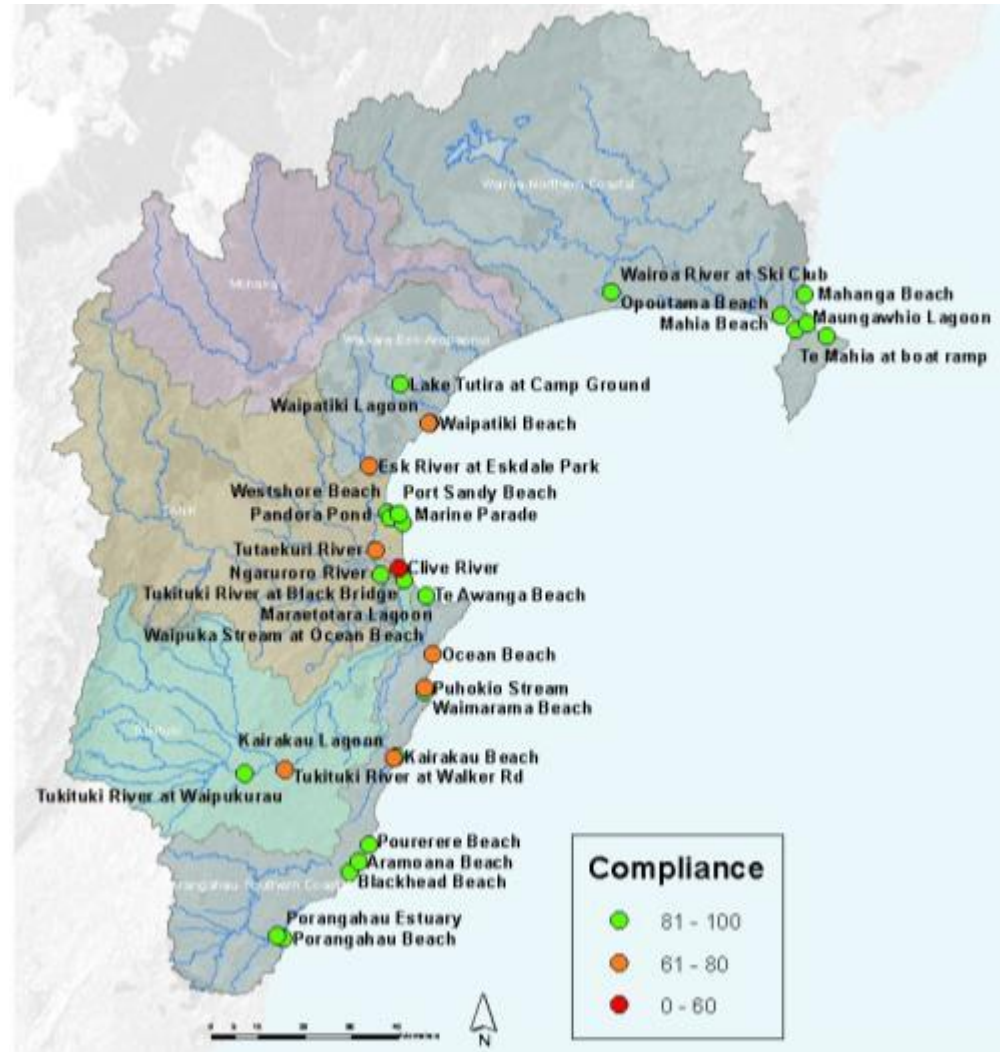 Wairoa Northern Coastal
Wairoa River at Ski Club
Opoutama Beach
Mahanga Beach
Mahia Beach
Maungawhio Lagoon
Te Mahia at boat ramp
Mohaka
Lake Tutira at Camp Ground
Waipatiki Lagoon
Waipatiki Beach
Esk River at Eskdale Park
Westshore Beach
Port Sandy Beach
Pandora Pond
Marine Parade
Tutaekuri River
Clive River
Ngaruroro River
Tukituki River at Black Bridge
Te Awanga Beach
Maraetotara Lagoon
Waipuka Stream at Ocean Beach
Ocean Beach
Puhokio Stream
Waimarama Beach
Tukituki
Kairakau Lagoon
Kairakau Beach
Tukituki River at Walker Rd
Tukituki River at Waipukurau
Pourerere Beach
Aramoana Beach
Blackhead Beach
Porangahau Estuary
Porangahau Beach
Compliance
81 - 100
61 - 80
0 - 60
N